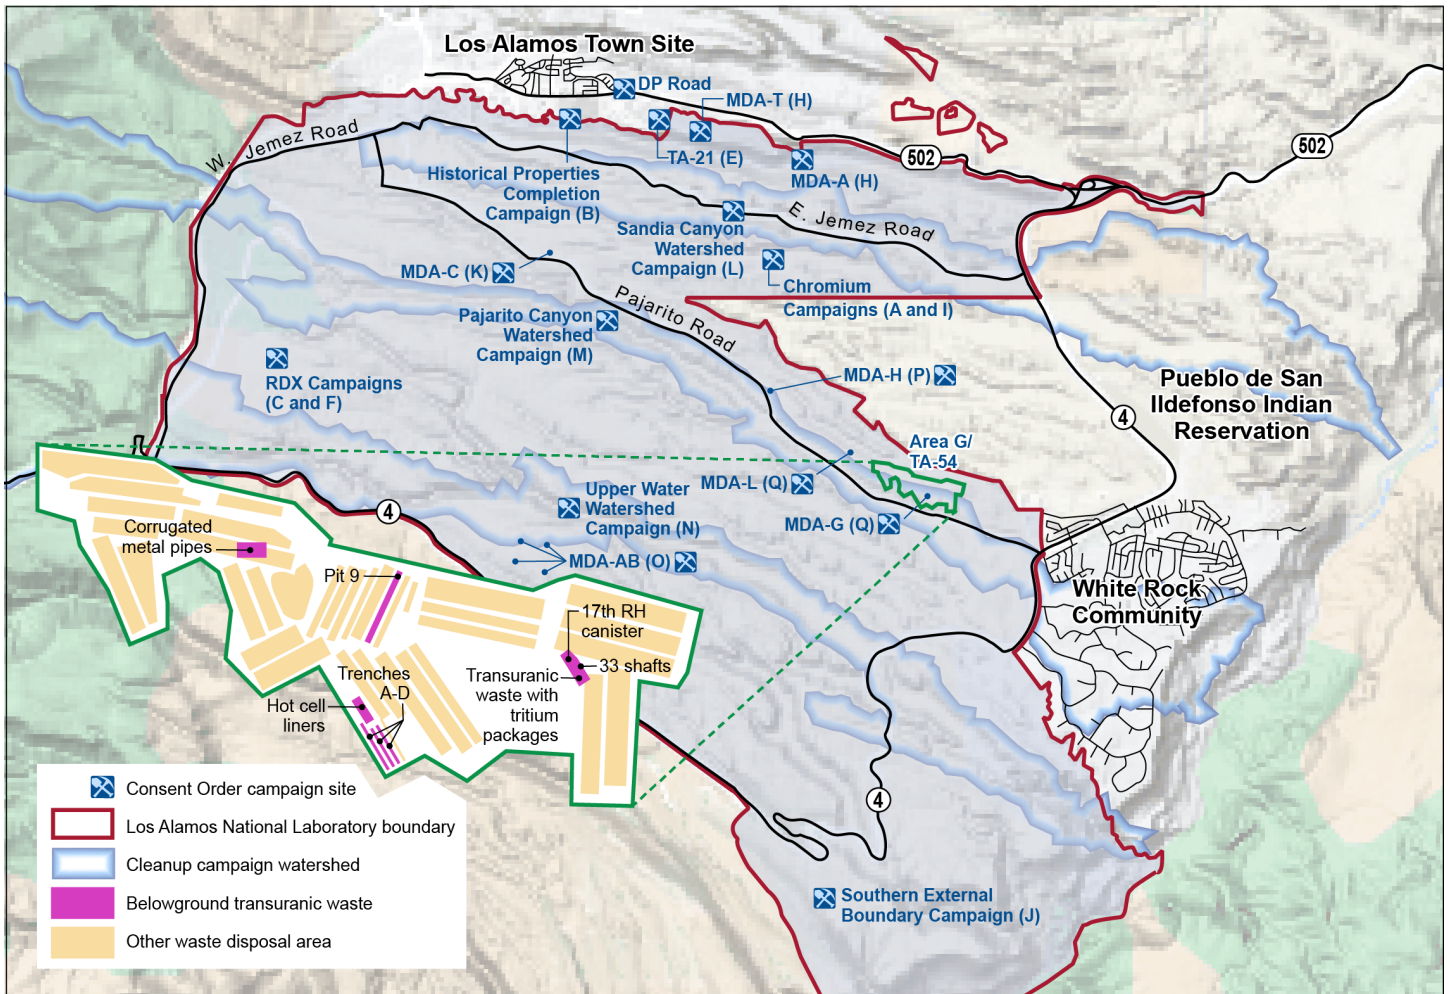 Los Alamos Town Site
DP Road
MDA-T (H)
W. Jemez Road
502
502
TA-21 (E)
MDA-A (H)
Historical Properties
Completion
Campaign (B)
E. Jemez Road
Sandia Canyon
Watershed
Campaign (L)
MDA-C (K)
Chromium
Campaigns (A and I)
Pajarito Road
Pajarito Canyon
Watershed
Campaign (M)
RDX Campaigns
(C and F)
MDA-H (P)
Pueblo de San
Ildefonso Indian
Reservation
4
Area G/
TA-54
MDA-L (Q)
Upper Water
Watershed
Campaign (N)
MDA-G (Q)
4
MDA-AB (O)
White Rock
Community
Corrugated
metal pipes
Pit 9
17th RH
canister
33 shafts
Transuranic
waste with
tritium
packages
Trenches
A-D
Hot cell
liners
4
Consent Order campaign site
Los Alamos National Laboratory boundary
Cleanup campaign watershed
Belowground transuranic waste
Other waste disposal area
Southern External
Boundary Campaign (J)